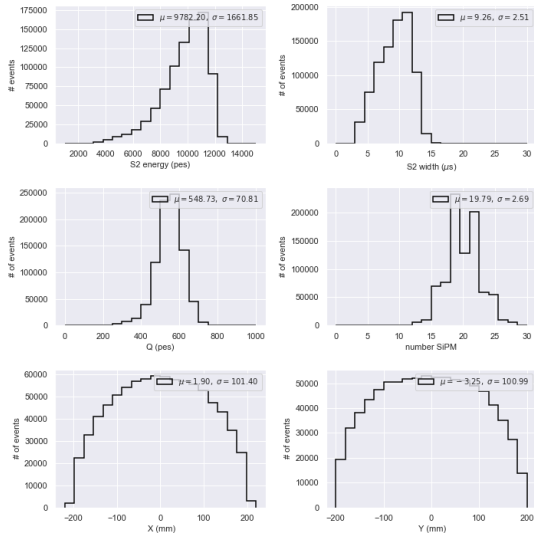 175000
150000
125000
100000
75000
50000
25000
0
# of events
μ = 9782.20, σ = 1661.85
2000 4000 6000 8000 10000 12000 14000
S2 energy (pes)
200000
150000
100000
50000
0
# of events
μ = 9.26, σ = 2.51
0 5 10 15 20 25 30
S2 width (μs)
250000
200000
150000
100000
50000
0
# of events
μ = 548.73, σ = 70.81
0 200 400 600 800 1000
Q (pes)
200000
150000
100000
50000
0
# of events
μ = 19.79, σ = 2.69
0 5 10 15 20 25 30
number SiPM
60000
50000
40000
30000
20000
10000
0
# of events
μ = 1.90, σ = 101.40
−200 −100 0 100 200
X (mm)
50000
40000
30000
20000
10000
0
# of events
μ = −3.25, σ = 100.99
−200 −100 0 100 200
Y (mm)